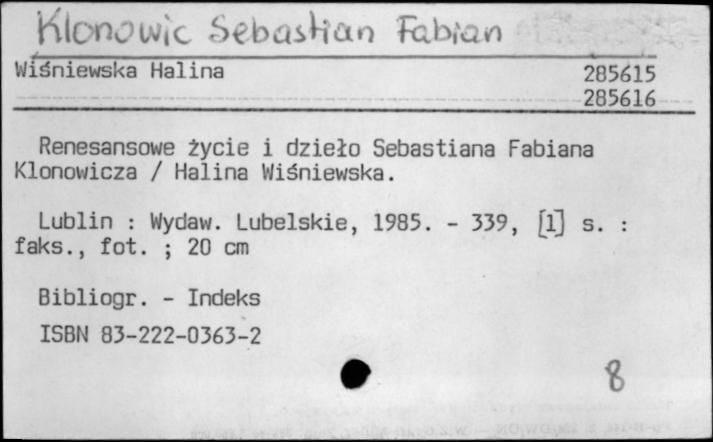 Klonowic Sebastian Fabian
Wiśniewska Halina 285615
285616
Renesansowe życie i dzieło Sebastiana Fabiana
Klonowicza / Halina Wiśniewska.
Lublin : Wydaw. Lubelskie, 1985. - 339, [1] s. :
faks., fot. ; 20 cm
Bibliogr. - Indeks
ISBN 83-222-0363-2
8